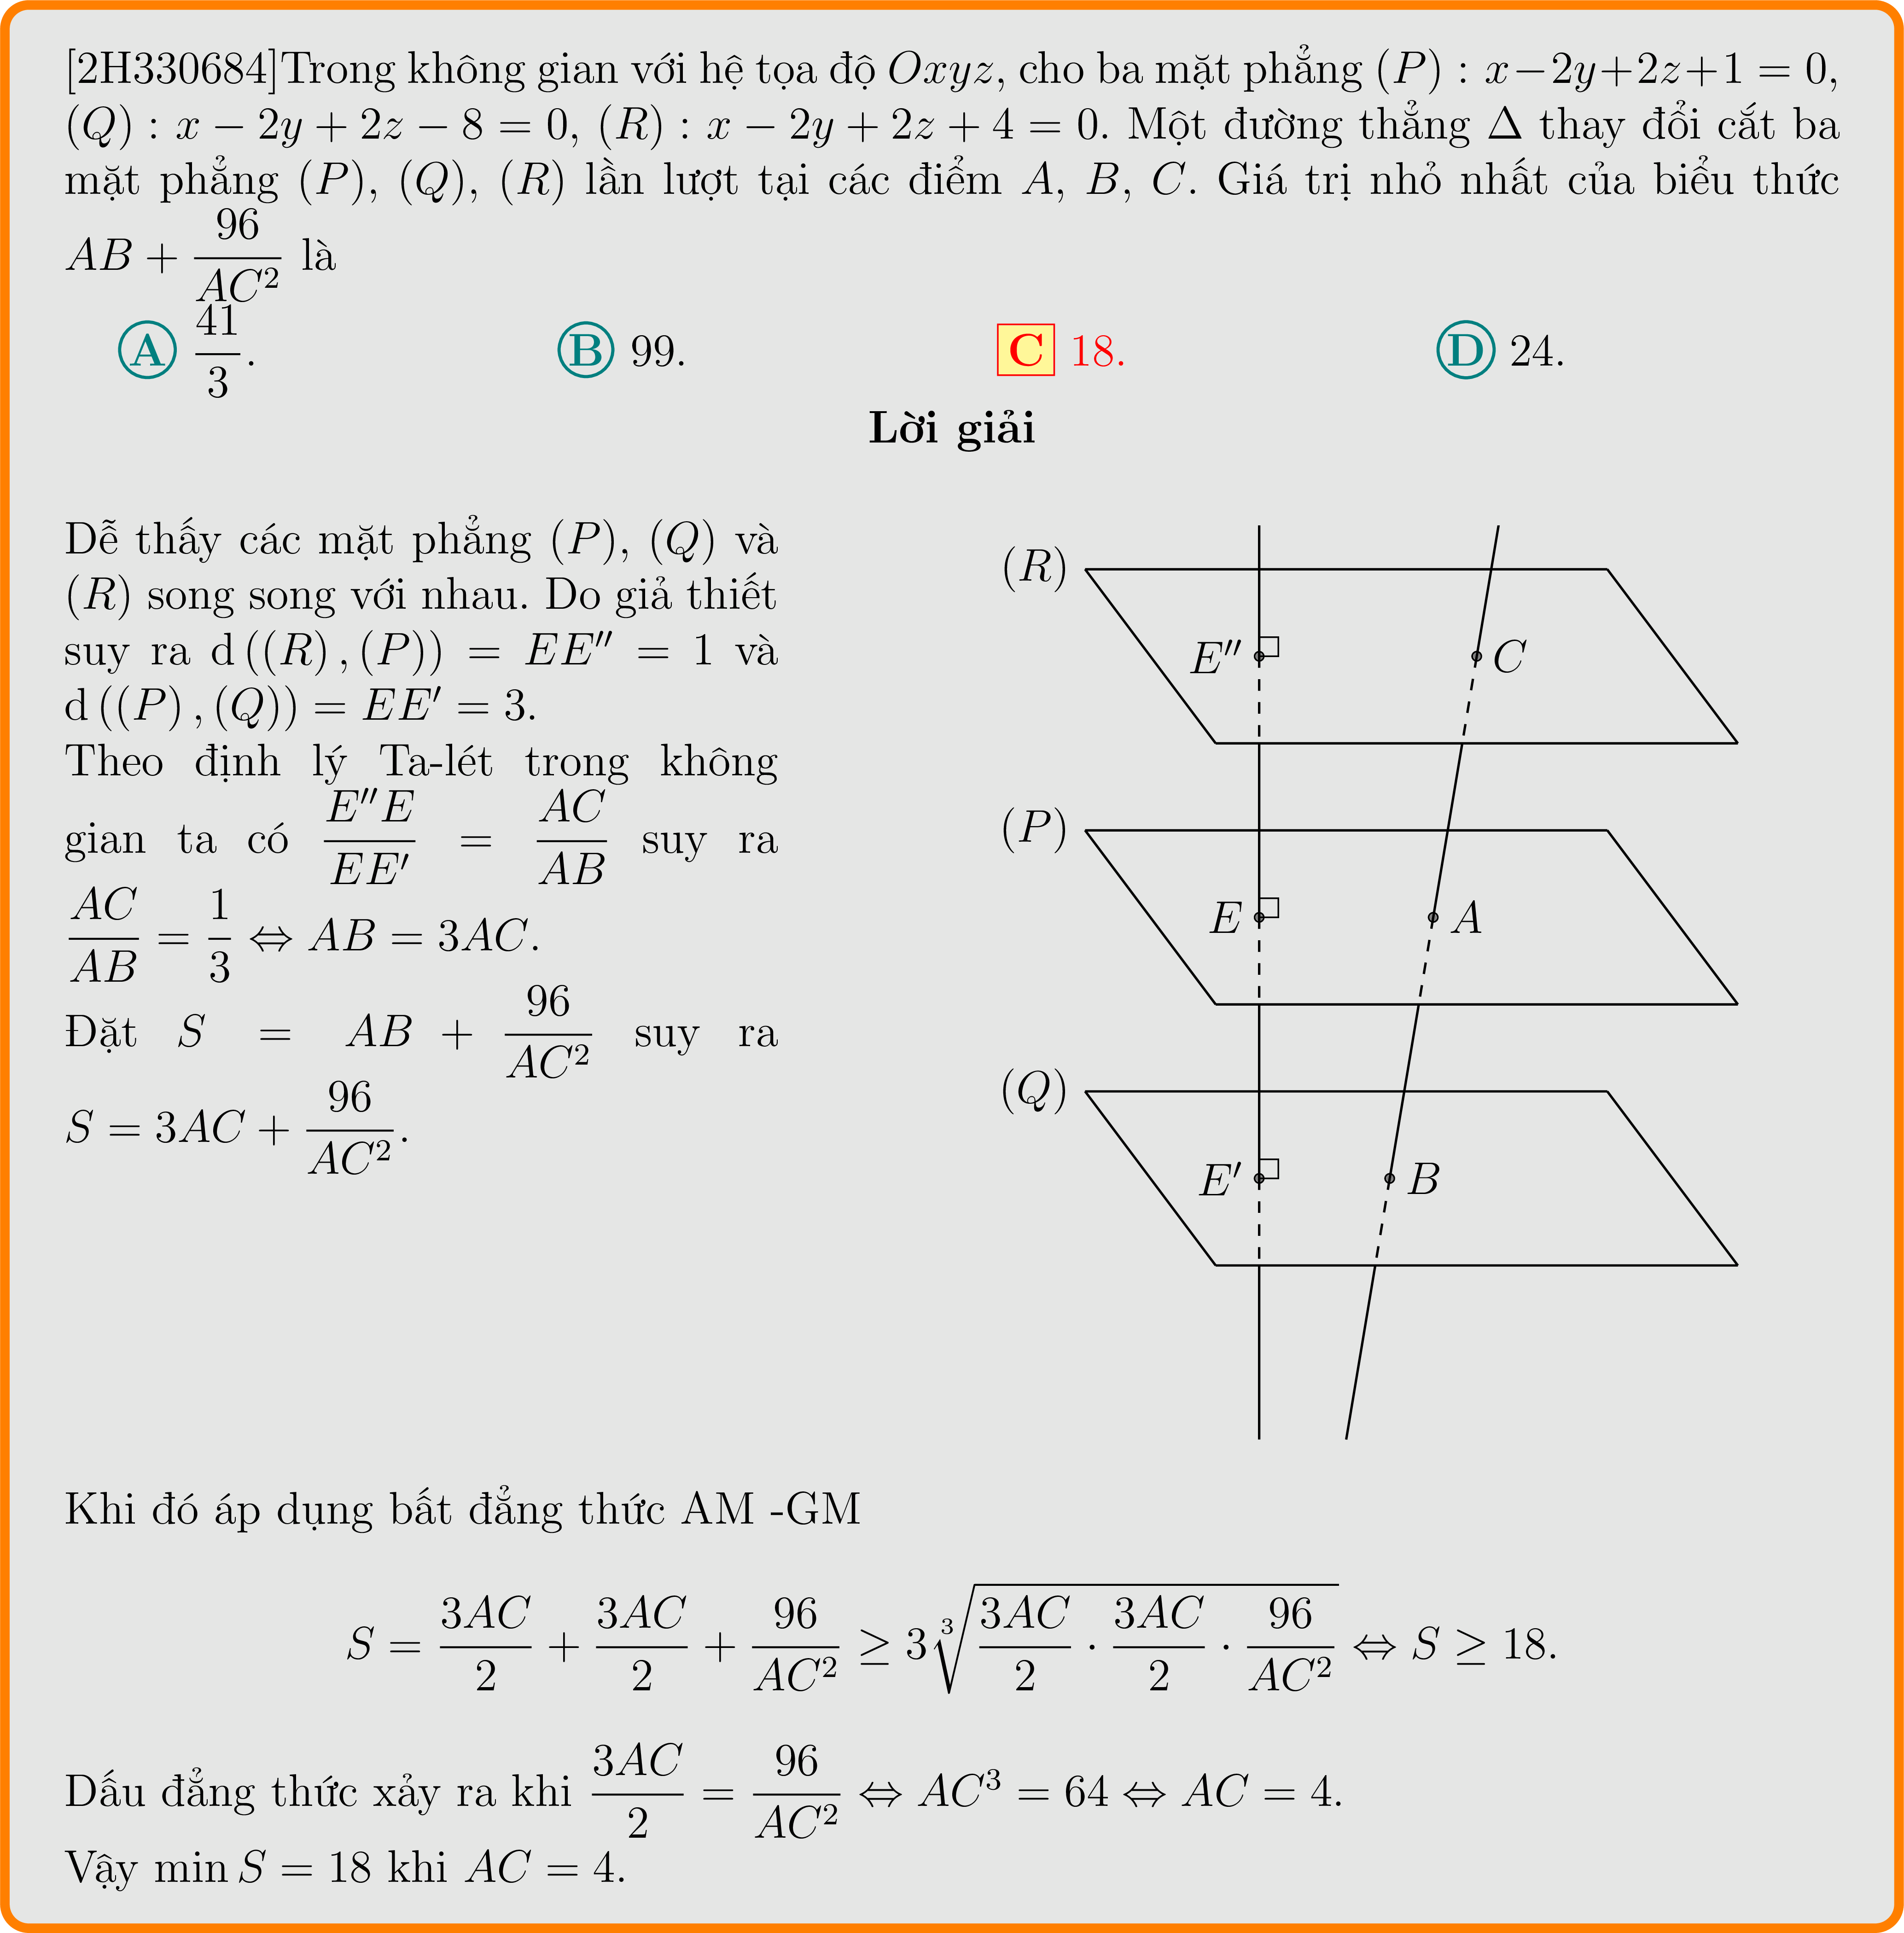 [2H330684]Trong không gian với hệ tọa độ Oxyz, cho ba mặt phẳng (P) : x−2y+2z+1 = 0,
(Q) : x − 2y + 2z − 8 = 0, (R) : x − 2y + 2z + 4 = 0. Một đường thẳng Δ thay đổi cắt ba
mặt phẳng (P), (Q), (R) lần lượt tại các điểm A, B, C. Giá trị nhỏ nhất của biểu thức
AB + \frac{96}{AC^2} là
A \frac{41}{3}. B 99. C 18. D 24.
Lời giải
Dễ thấy các mặt phẳng (P), (Q) và
(R) song song với nhau. Do giả thiết
suy ra d ((R) , (P)) = EE″ = 1 và
d ((P) , (Q)) = EE′ = 3.
Theo định lý Ta-lét trong không
gian ta có \frac{E″E}{EE′} = \frac{AC}{AB} suy ra
\frac{AC}{AB} = \frac{1}{3} ⇔ AB = 3AC.
Đặt S = AB + \frac{96}{AC^2} suy ra
S = 3AC + \frac{96}{AC^2}.
(R)
E″
C
(P)
E
A
(Q)
E′
B
Khi đó áp dụng bất đẳng thức AM -GM
S = \frac{3AC}{2} + \frac{3AC}{2} + \frac{96}{AC^2} ≥ 3\sqrt[3]{\frac{3AC}{2} · \frac{3AC}{2} · \frac{96}{AC^2}} ⇔ S ≥ 18.
Dấu đẳng thức xảy ra khi \frac{3AC}{2} = \frac{96}{AC^2} ⇔ AC^3 = 64 ⇔ AC = 4.
Vậy min S = 18 khi AC = 4.